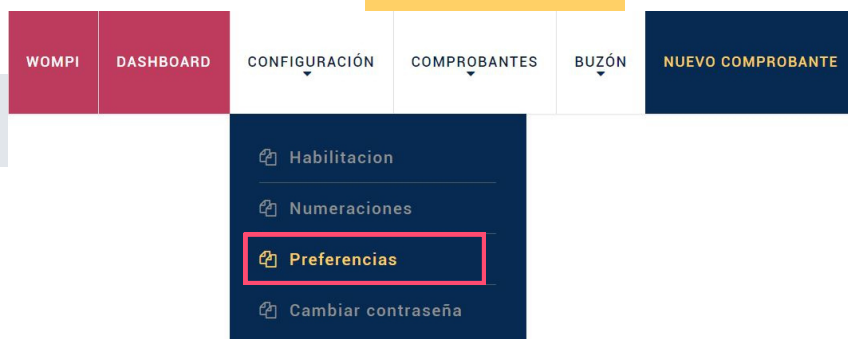 WOMPI DASHBOARD CONFIGURACIÓN COMPROBANTES BUZÓN NUEVO COMPROBANTE
Habilitacion
Numeraciones
Preferencias
Cambiar contraseña